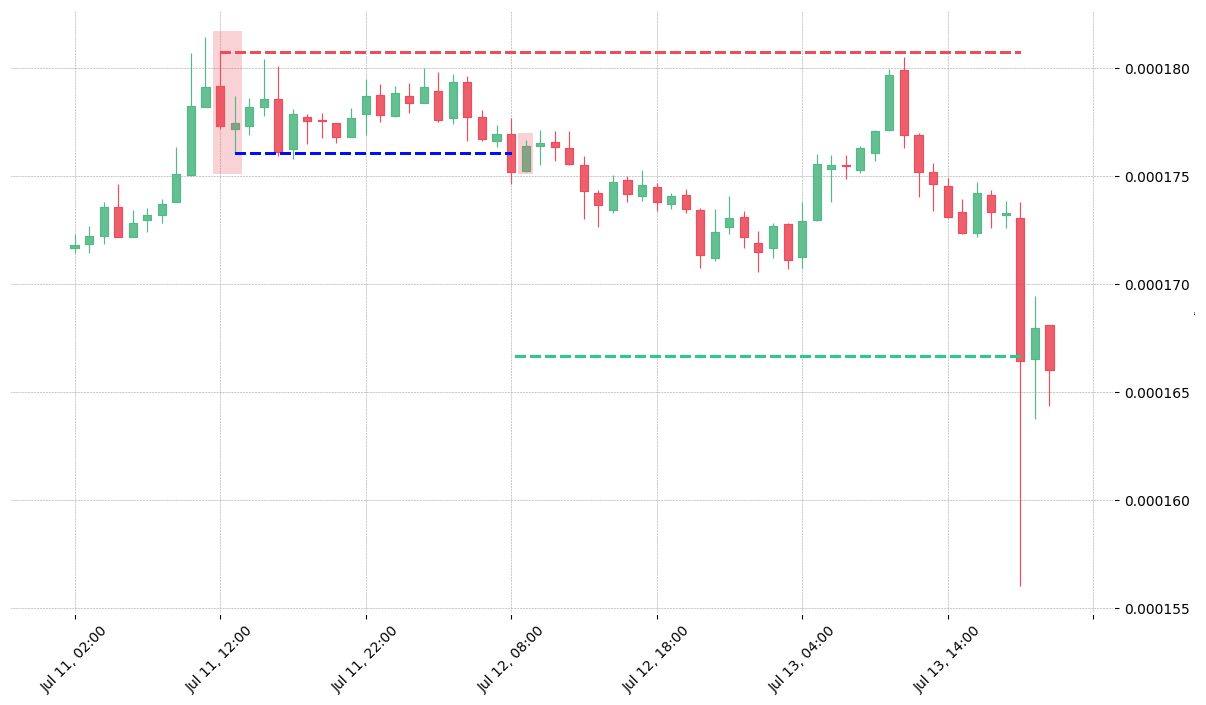 0.000180
0.000175
0.000170
0.000165
0.000160
0.000155
Jul 11, 02:00
Jul 11, 12:00
Jul 11, 22:00
Jul 12, 08:00
Jul 12, 18:00
Jul 13, 04:00
Jul 13, 14:00